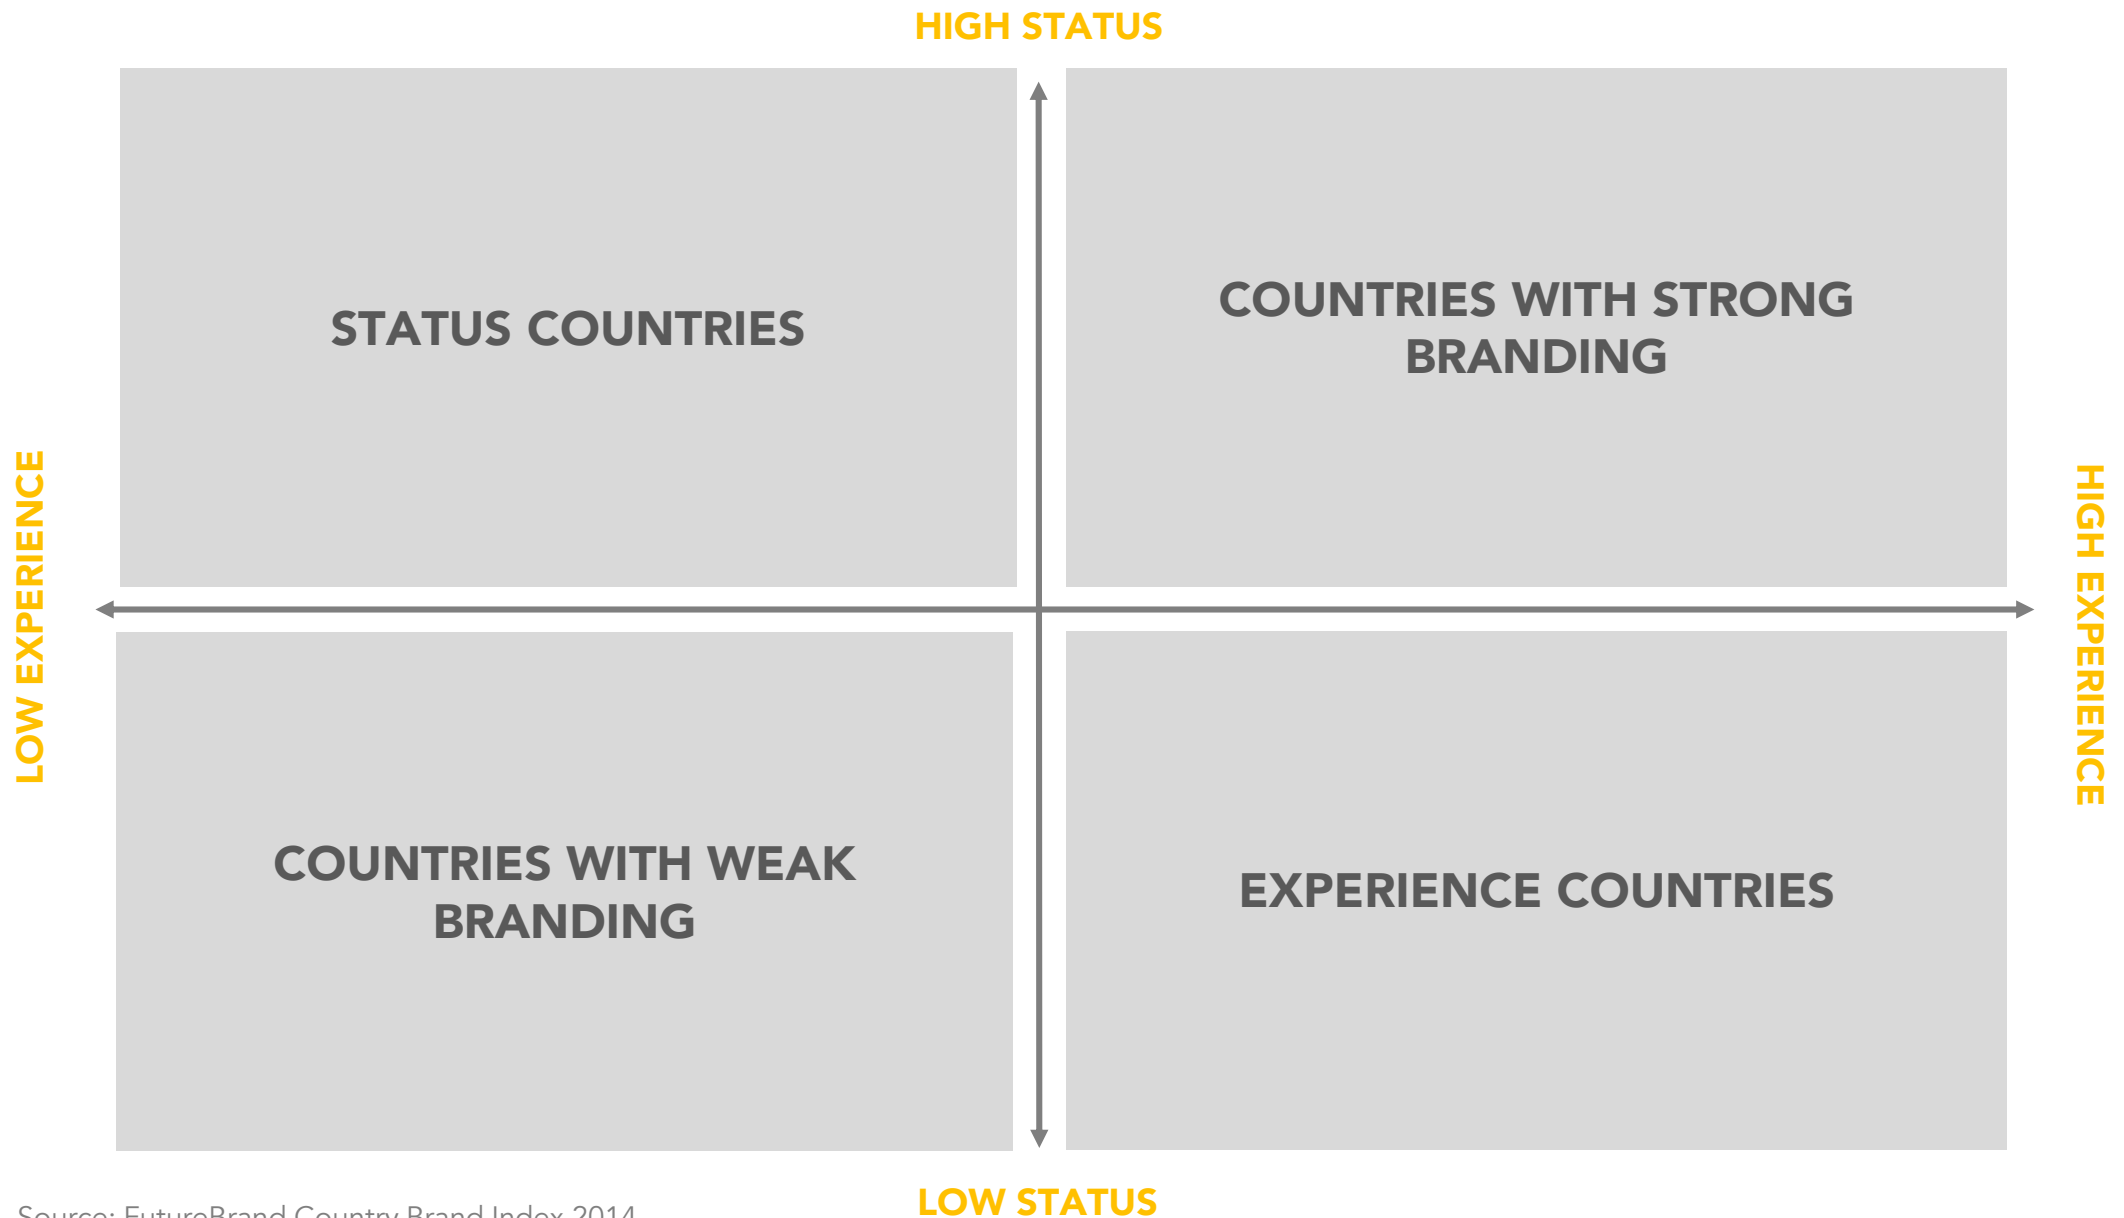 HIGH STATUS
STATUS COUNTRIES
COUNTRIES WITH STRONG
BRANDING
LOW EXPERIENCE
HIGH EXPERIENCE
COUNTRIES WITH WEAK
BRANDING
EXPERIENCE COUNTRIES
LOW STATUS
Source: FutureBrand Country Brand Index 2014